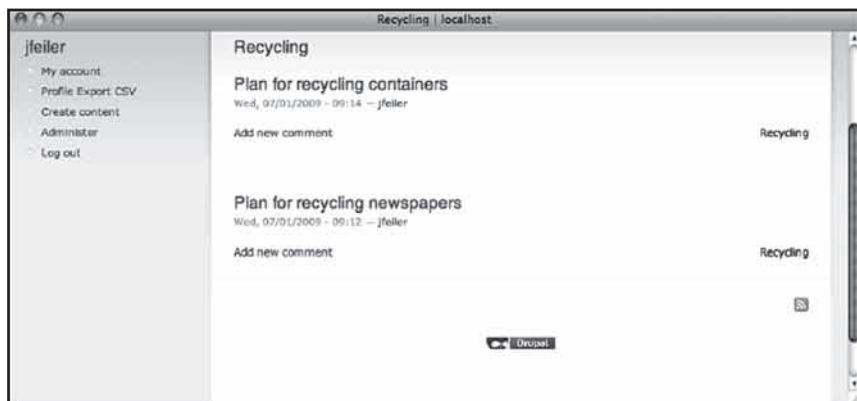 Recycling | localhost
jfeiler
My account
Profile Export CSV
Create content
Administer
Log out
Recycling
Plan for recycling containers
Wed, 07/01/2009 - 09:14 — jfeiler
Add new comment
Recycling
Plan for recycling newspapers
Wed, 07/01/2009 - 09:12 — jfeiler
Add new comment
Recycling
Drupal